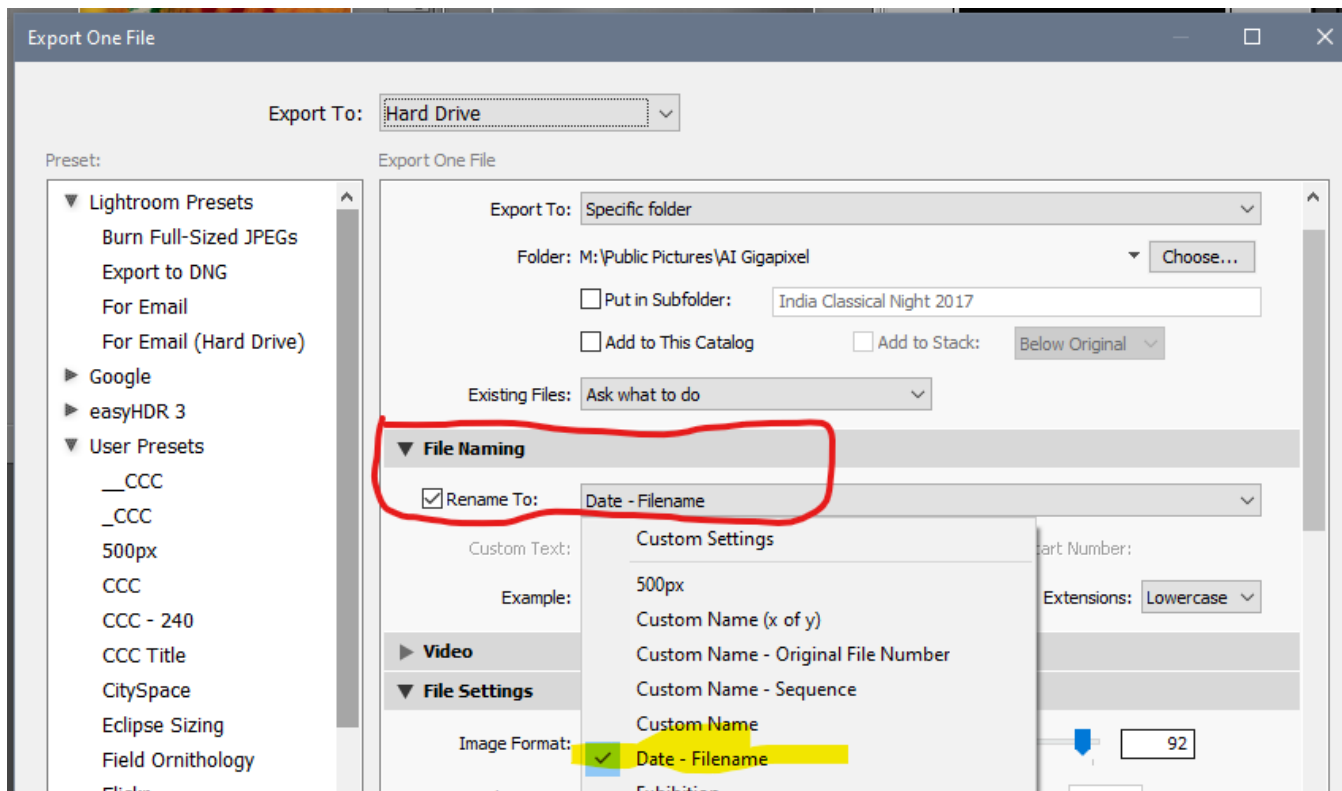 Export One File
Export To: Hard Drive
Preset:
Export One File
Lightroom Presets
Burn Full-Sized JPEGs
Export to DNG
For Email
For Email (Hard Drive)
Google
easyHDR 3
User Presets
__CCC
_CCC
500px
CCC
CCC - 240
CCC Title
CitySpace
Eclipse Sizing
Field Ornithology
Export To: Specific folder
Folder: M:\Public Pictures\AI Gigapixel Choose...
Put in Subfolder: India Classical Night 2017
Add to This Catalog Add to Stack: Below Original
Existing Files: Ask what to do
File Naming
Rename To: Date - Filename
Custom Text: Number:
Example: Extensions: Lowercase
Custom Settings
500px
Custom Name (x of y)
Custom Name - Original File Number
Custom Name - Sequence
Custom Name
Date - Filename
Video
File Settings
Image Format: 92